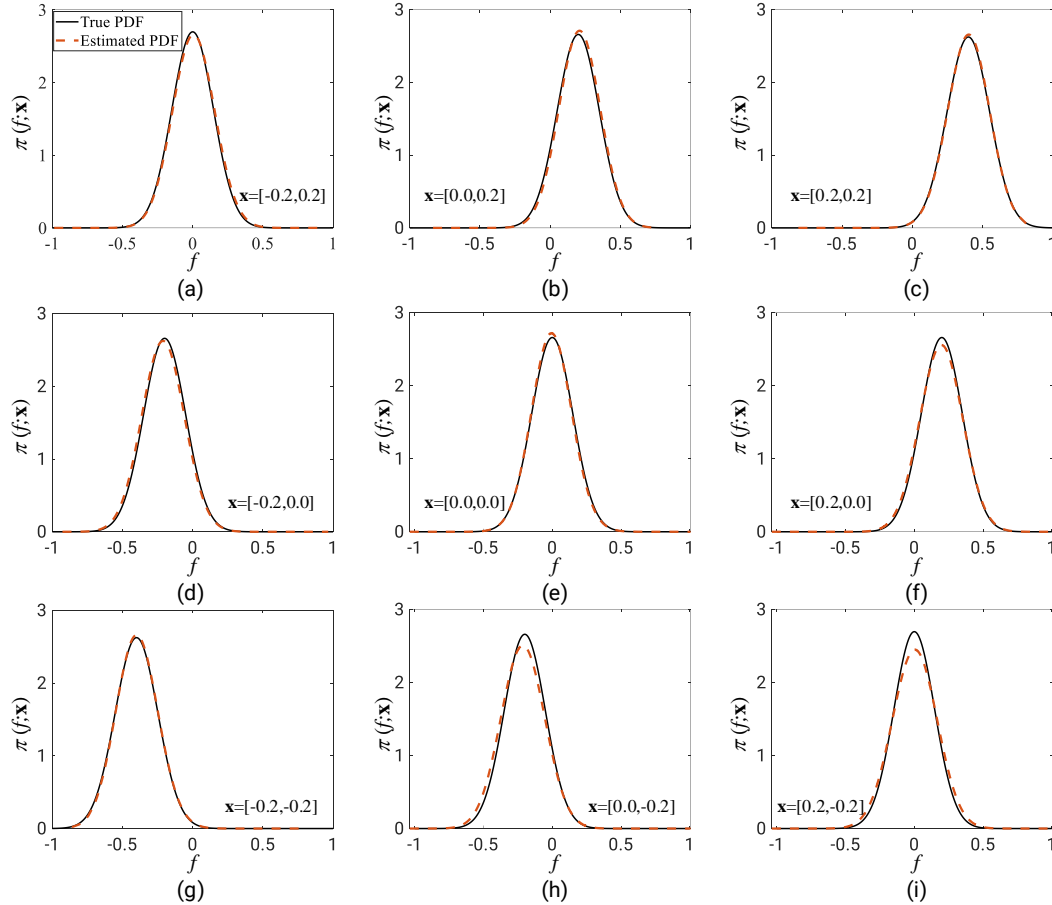 True PDF
Estimated PDF
3
2
1
0
π (f;x)
x=[-0.2,0.2]
-1 -0.5 0 0.5 1
f
(a)
3
2
1
0
π (f;x)
x=[0.0,0.2]
-1 -0.5 0 0.5 1
f
(b)
3
2
1
0
π (f;x)
x=[0.2,0.2]
-1 -0.5 0 0.5 1
f
(c)
3
2
1
0
π (f;x)
x=[-0.2,0.0]
-1 -0.5 0 0.5 1
f
(d)
3
2
1
0
π (f;x)
x=[0.0,0.0]
-1 -0.5 0 0.5 1
f
(e)
3
2
1
0
π (f;x)
x=[0.2,0.0]
-1 -0.5 0 0.5 1
f
(f)
3
2
1
0
π (f;x)
x=[-0.2,-0.2]
-1 -0.5 0 0.5 1
f
(g)
3
2
1
0
π (f;x)
x=[0.0,-0.2]
-1 -0.5 0 0.5 1
f
(h)
3
2
1
0
π (f;x)
x=[0.2,-0.2]
-1 -0.5 0 0.5 1
f
(i)